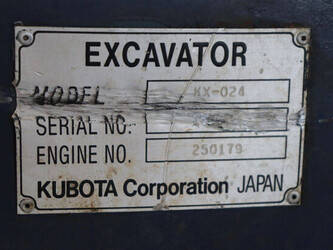 EXCAVATOR
MODEL KX-024
SERIAL NO.
ENGINE NO. 250179
KUBOTA Corporation JAPAN